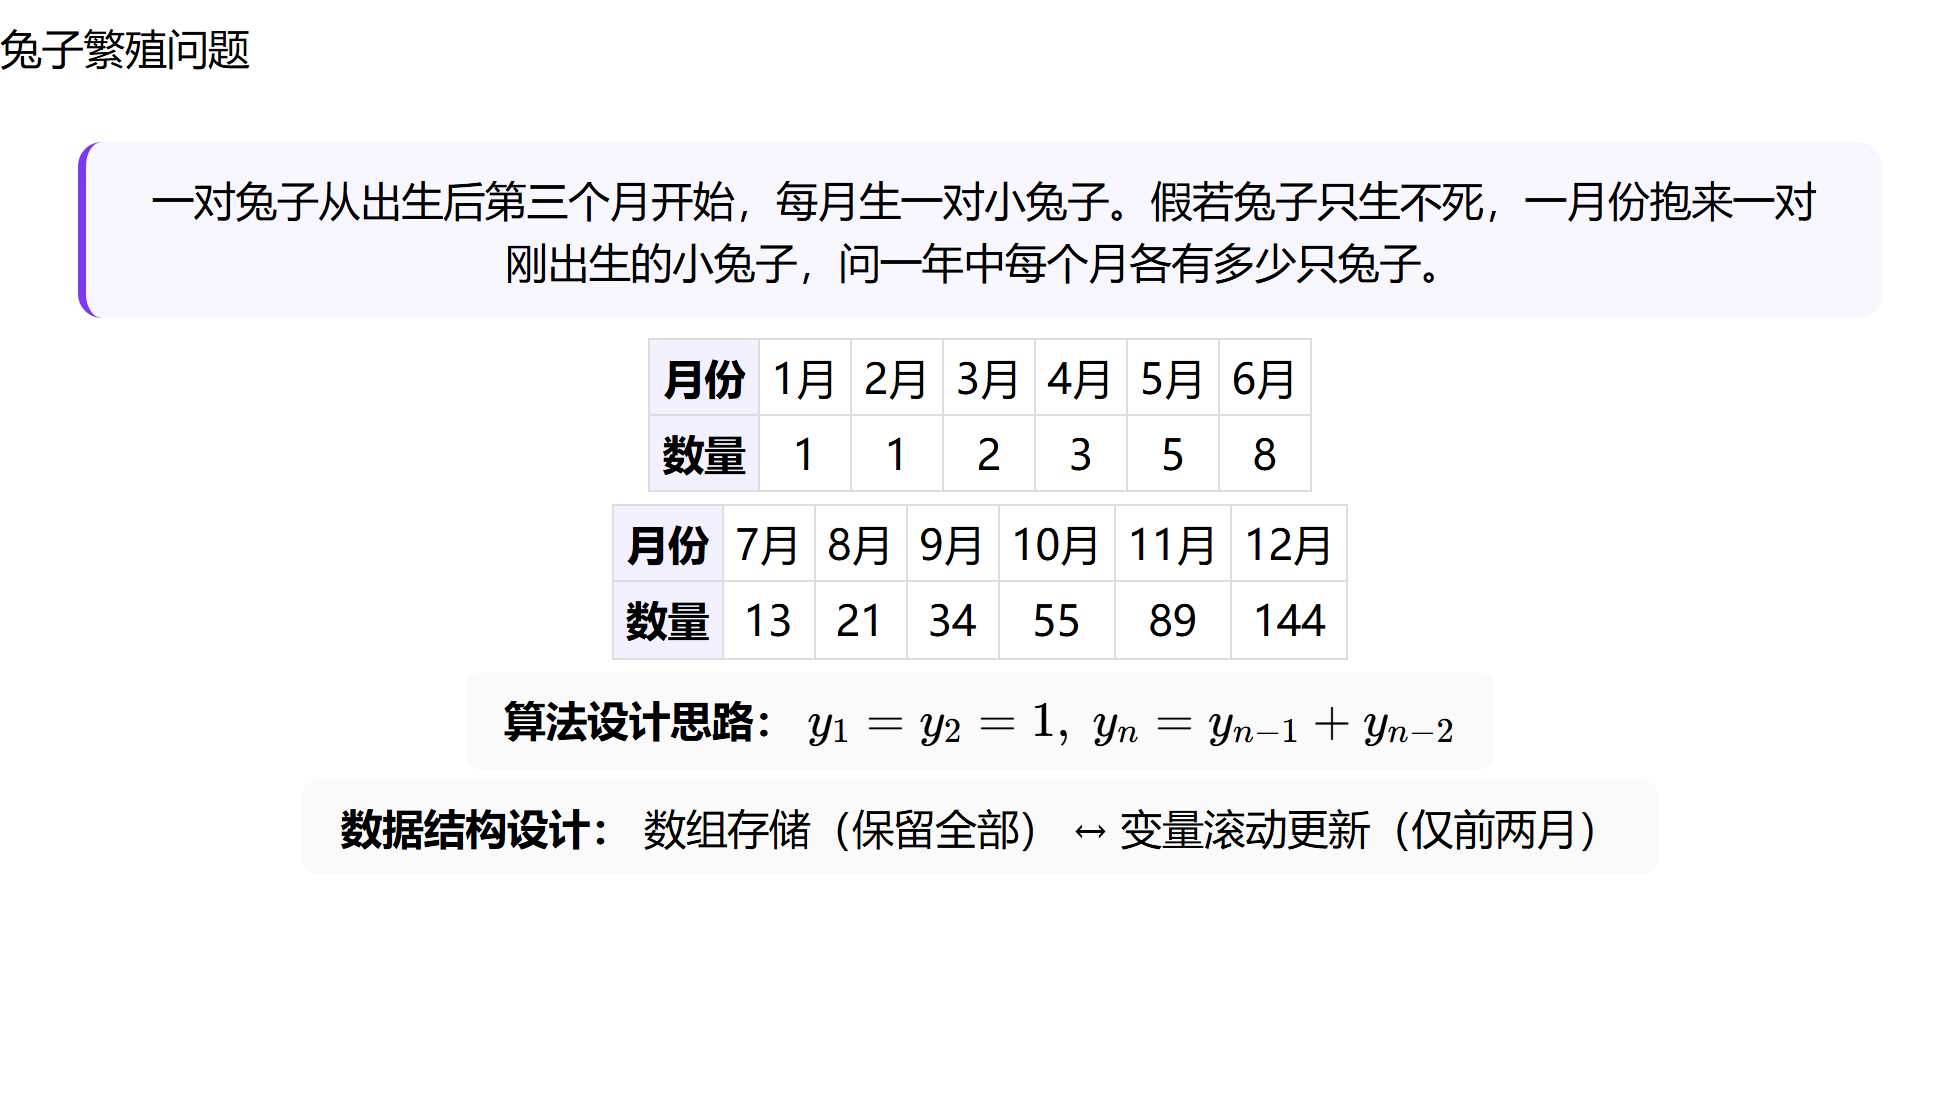 兔子繁殖问题
一对兔子从出生后第三个月开始，每月生一对小兔子。假若兔子只生不死，一月份抱来一对
刚出生的小兔子，问一年中每个月各有多少只兔子。
月份 1月 2月 3月 4月 5月 6月
数量 1 1 2 3 5 8
月份 7月 8月 9月 10月 11月 12月
数量 13 21 34 55 89 144
算法设计思路： y₁ = y₂ = 1, yₙ = yₙ₋₁ + yₙ₋₂
数据结构设计： 数组存储（保留全部） ↔ 变量滚动更新（仅前两月）